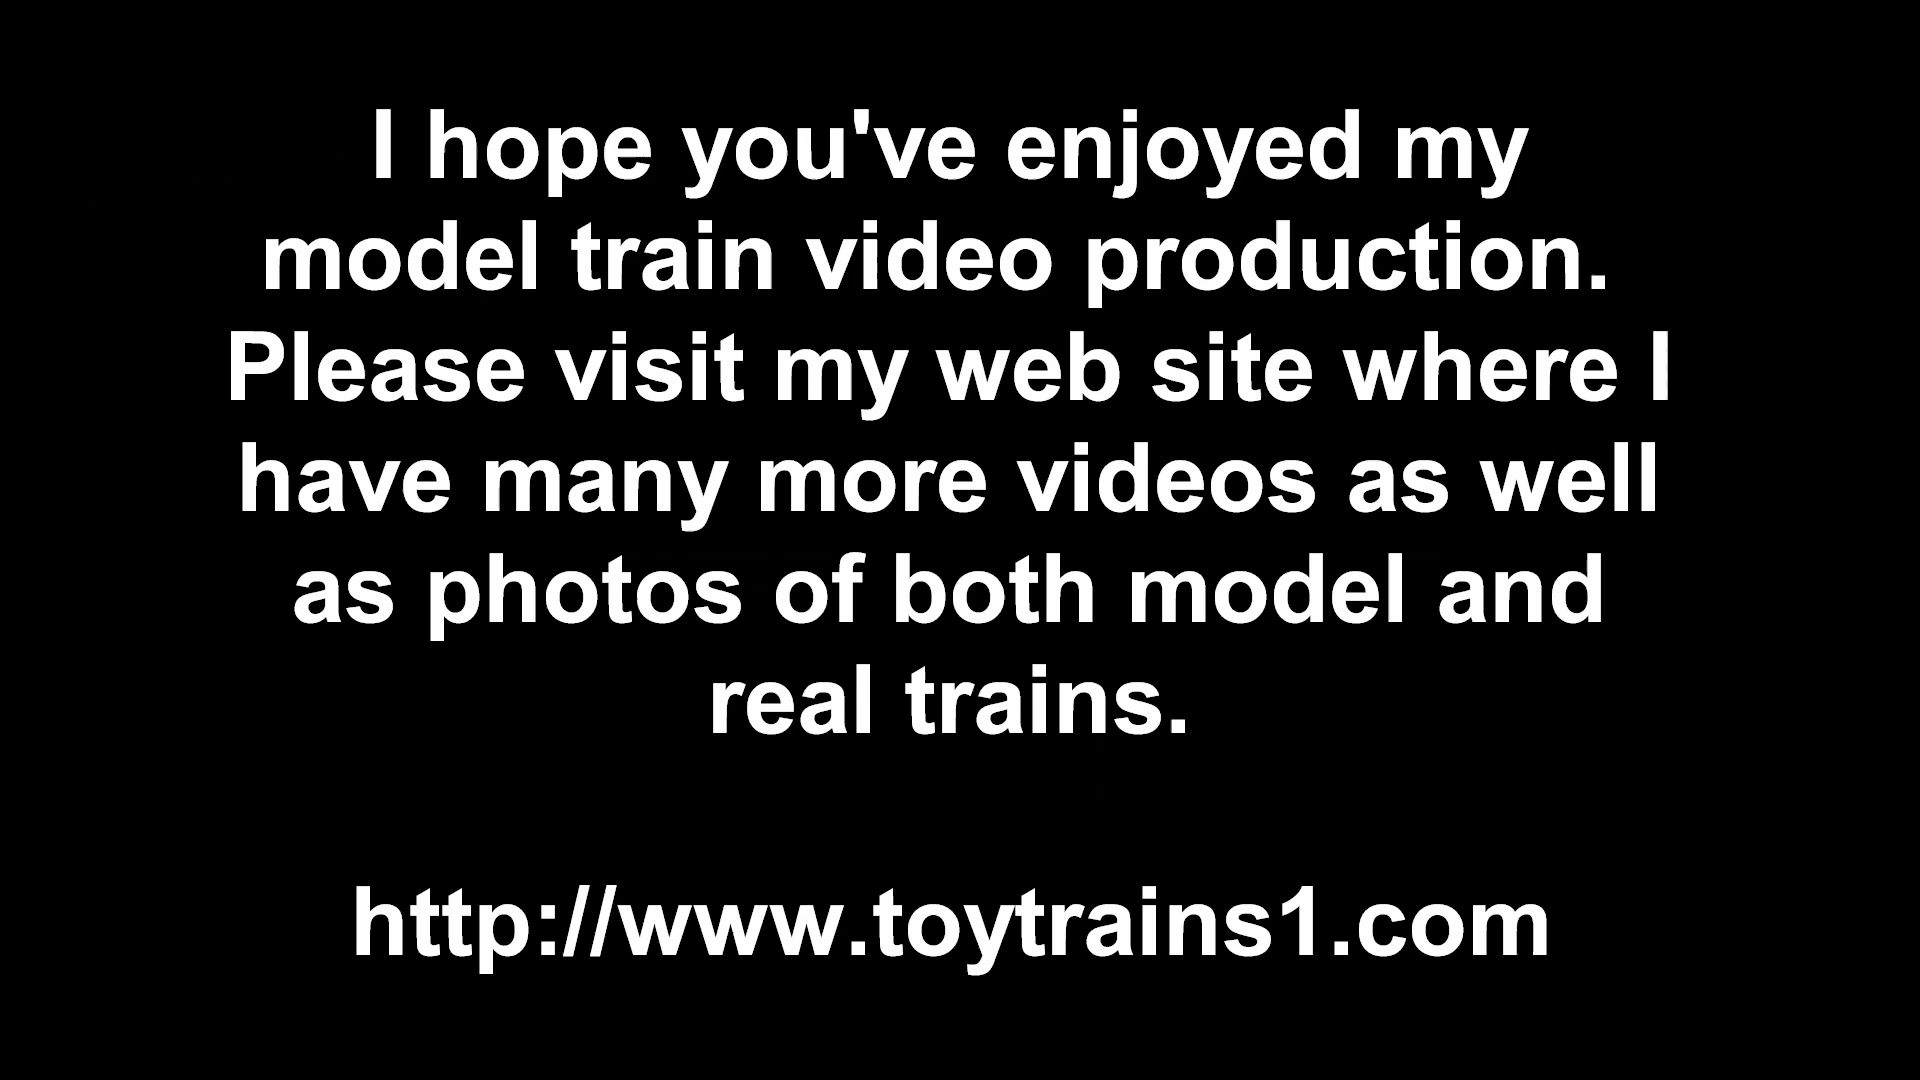 I hope you've enjoyed my
model train video production.
Please visit my web site where I
have many more videos as well
as photos of both model and
real trains.
http://www.toytrains1.com